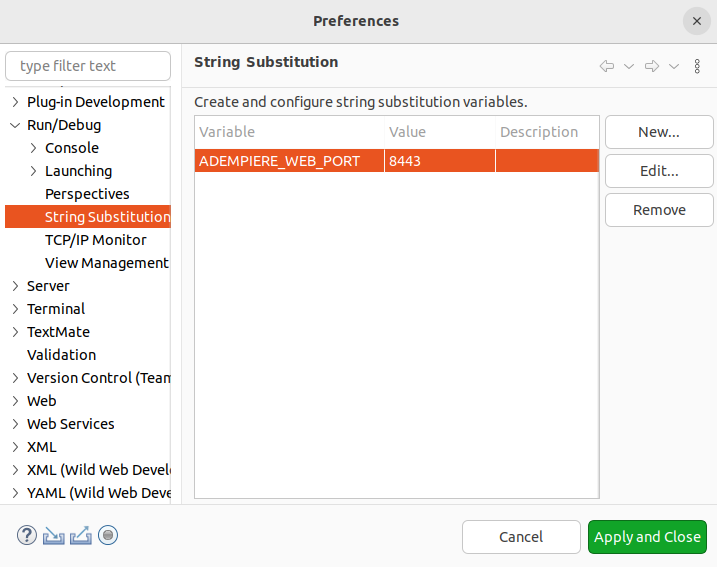 Preferences
type filter text
Plug-in Development
Run/Debug
Console
Launching
Perspectives
String Substitution
TCP/IP Monitor
View Management
Server
Terminal
TextMate
Validation
Version Control (Team
Web
Web Services
XML
XML (Wild Web Develo
YAML (Wild Web Deve
String Substitution
Create and configure string substitution variables.
Variable Value Description
ADEMPIERE_WEB_PORT 8443
New...
Edit...
Remove
Cancel
Apply and Close